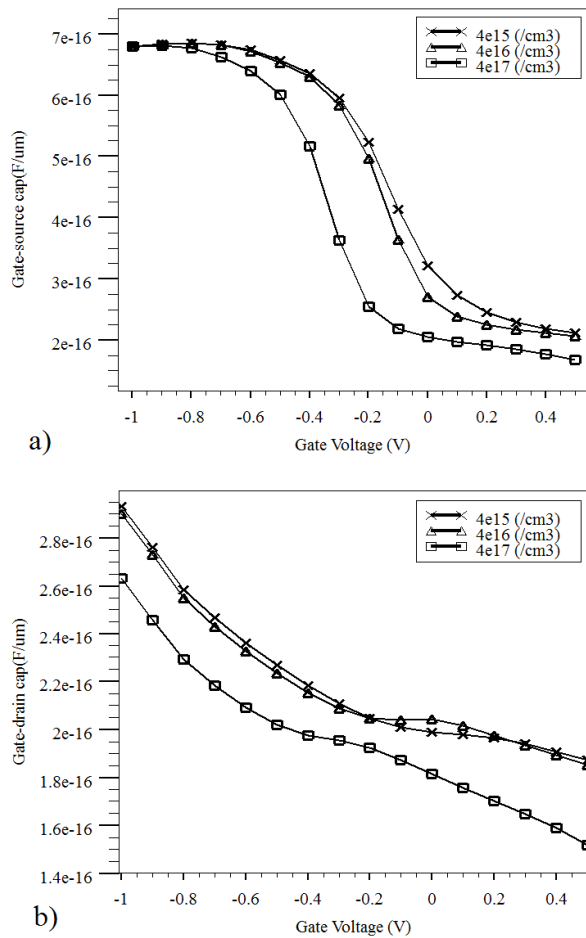 7e-16
6e-16
5e-16
4e-16
3e-16
2e-16
Gate-source cap(F/um)
4e15 (/cm3)
4e16 (/cm3)
4e17 (/cm3)
-1 -0.8 -0.6 -0.4 -0.2 0 0.2 0.4
Gate Voltage (V)
a)
2.8e-16
2.6e-16
2.4e-16
2.2e-16
2e-16
1.8e-16
1.6e-16
1.4e-16
Gate-drain cap(F/um)
4e15 (/cm3)
4e16 (/cm3)
4e17 (/cm3)
-1 -0.8 -0.6 -0.4 -0.2 0 0.2 0.4
Gate Voltage (V)
b)